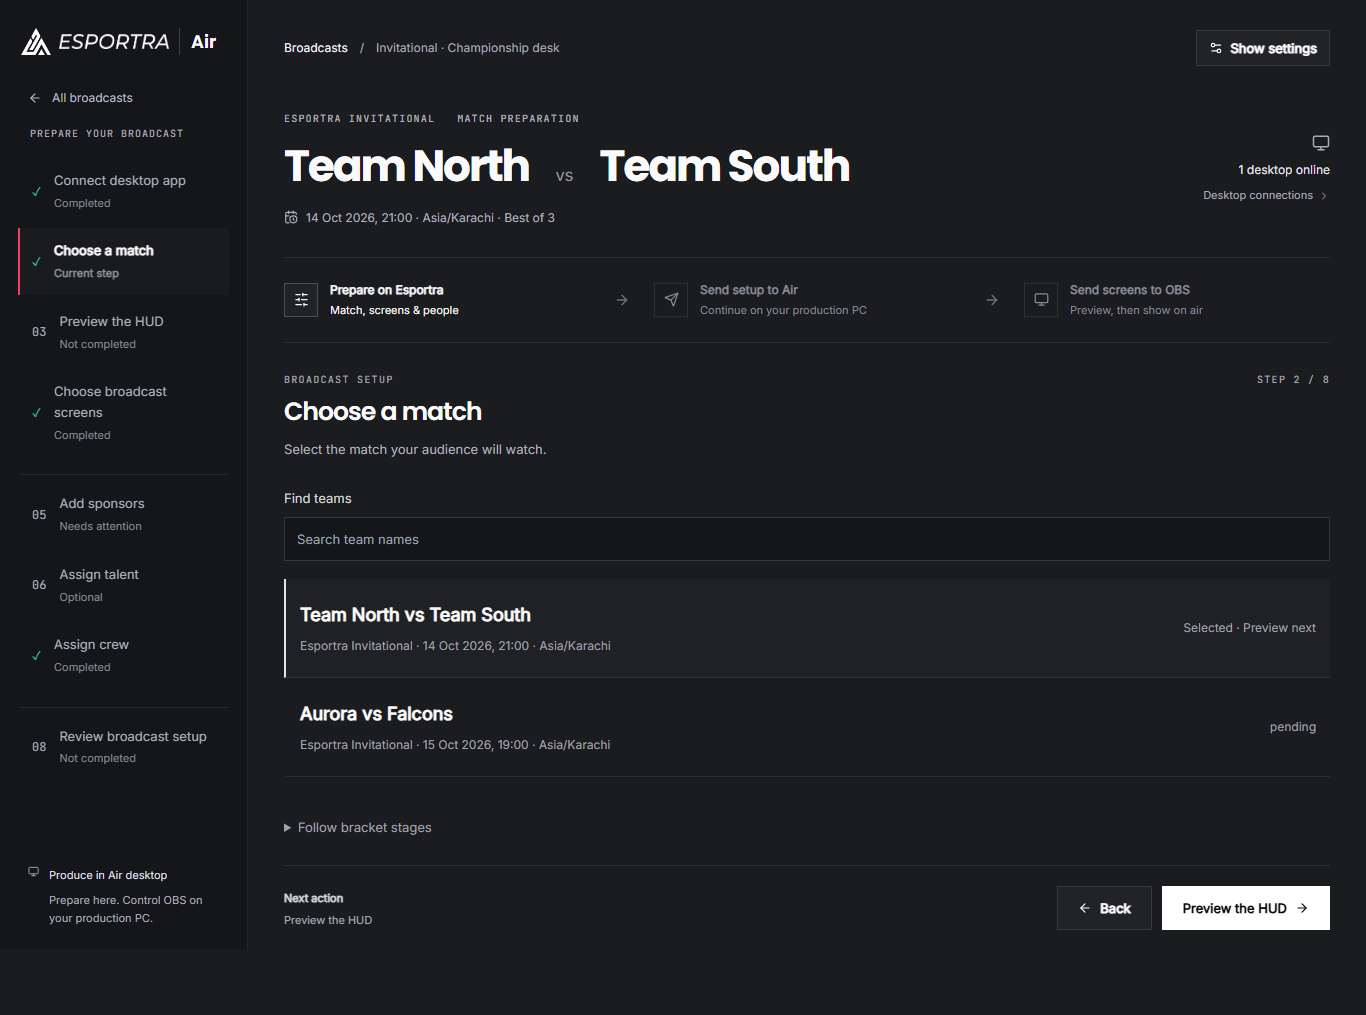 ESPORTRA Air
All broadcasts
PREPARE YOUR BROADCAST
Connect desktop app
Completed
Choose a match
Current step
03
Preview the HUD
Not completed
Choose broadcast
screens
Completed
05
Add sponsors
Needs attention
06
Assign talent
Optional
Assign crew
Completed
08
Review broadcast setup
Not completed
Produce in Air desktop
Prepare here. Control OBS on
your production PC.
Broadcasts / Invitational · Championship desk
Show settings
ESPORTRA INVITATIONAL MATCH PREPARATION
Team North vs Team South
14 Oct 2026, 21:00 · Asia/Karachi · Best of 3
1 desktop online
Desktop connections
Prepare on Esportra
Match, screens & people
Send setup to Air
Continue on your production PC
Send screens to OBS
Preview, then show on air
BROADCAST SETUP
STEP 2 / 8
Choose a match
Select the match your audience will watch.
Find teams
Search team names
Team North vs Team South
Esportra Invitational · 14 Oct 2026, 21:00 · Asia/Karachi
Selected · Preview next
Aurora vs Falcons
Esportra Invitational · 15 Oct 2026, 19:00 · Asia/Karachi
pending
Follow bracket stages
Next action
Preview the HUD
Back
Preview the HUD